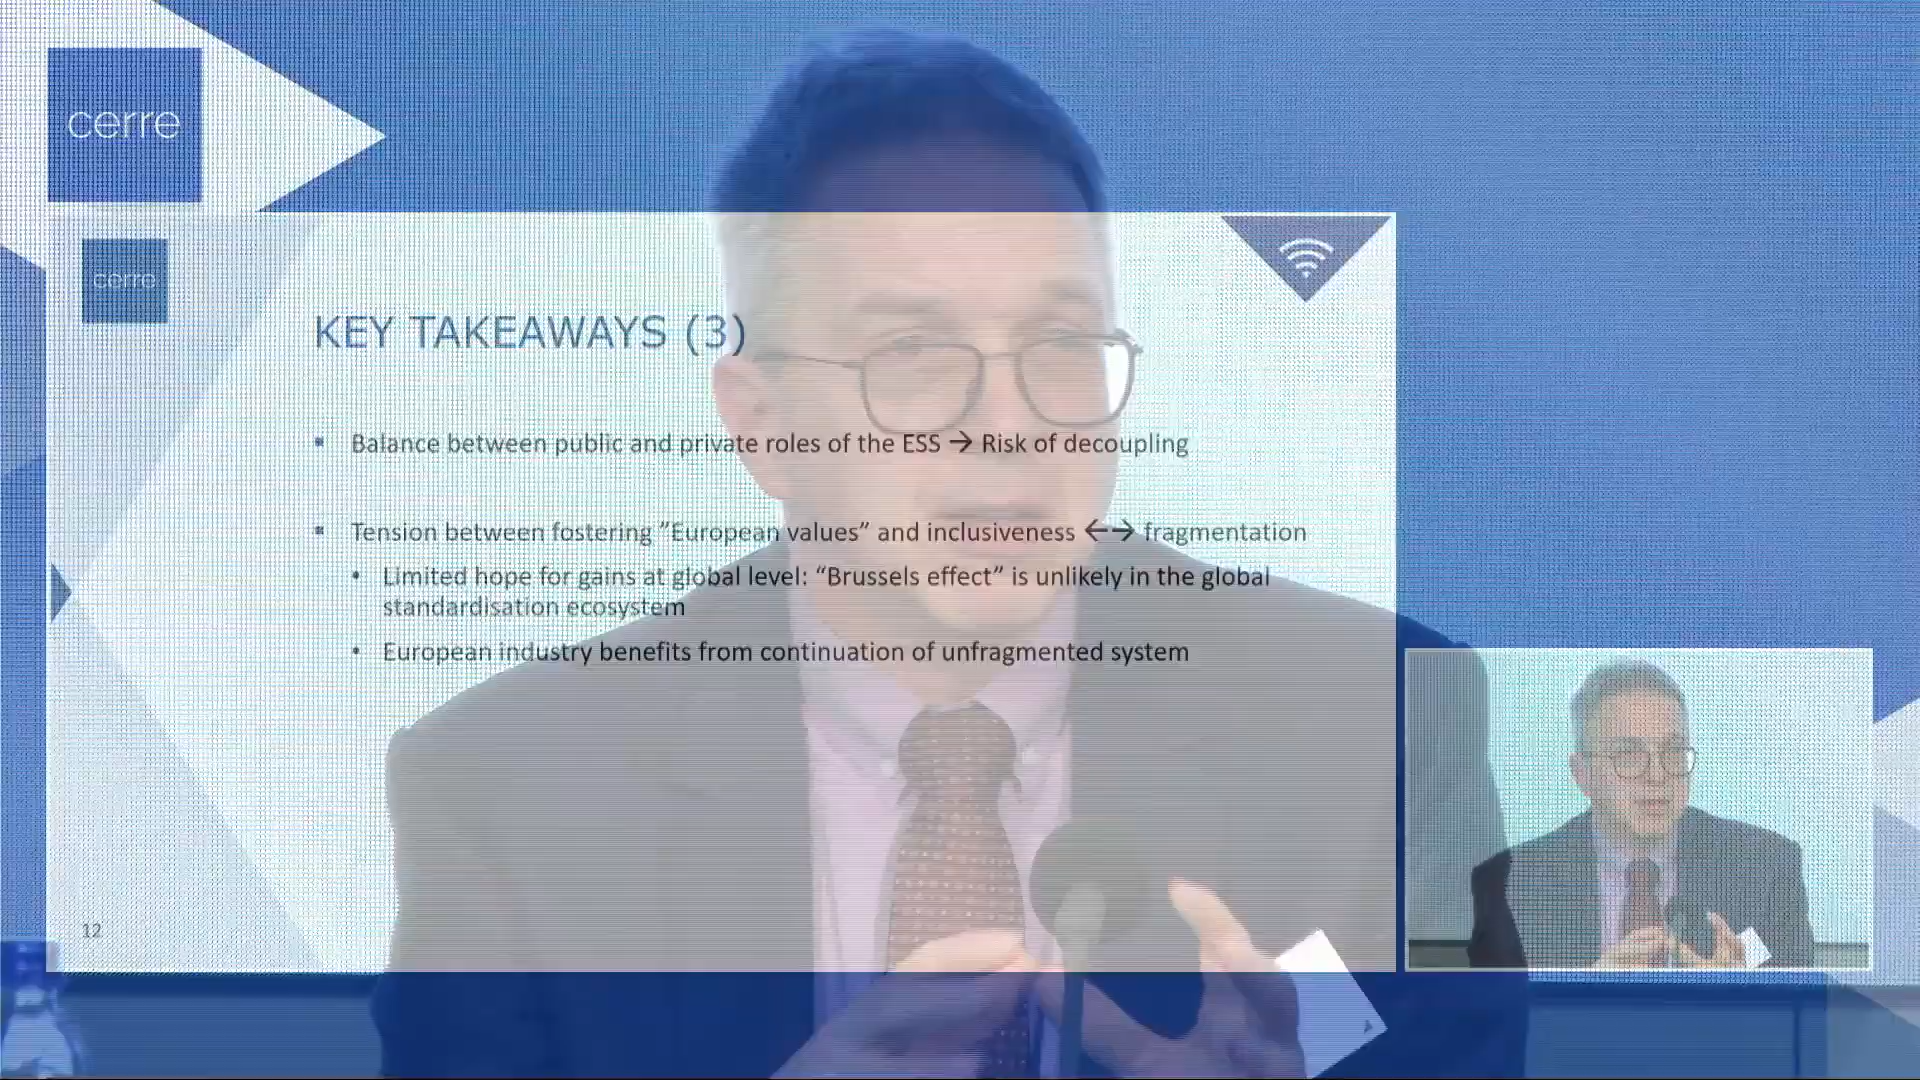 cerre
cerre
KEY TAKEAWAYS (3)
▪ Balance between public and private roles of the ESS → Risk of decoupling
▪ Tension between fostering ”European values” and inclusiveness ←→ fragmentation
• Limited hope for gains at global level: “Brussels effect” is unlikely in the global
standardisation ecosystem
• European industry benefits from continuation of unfragmented system
12